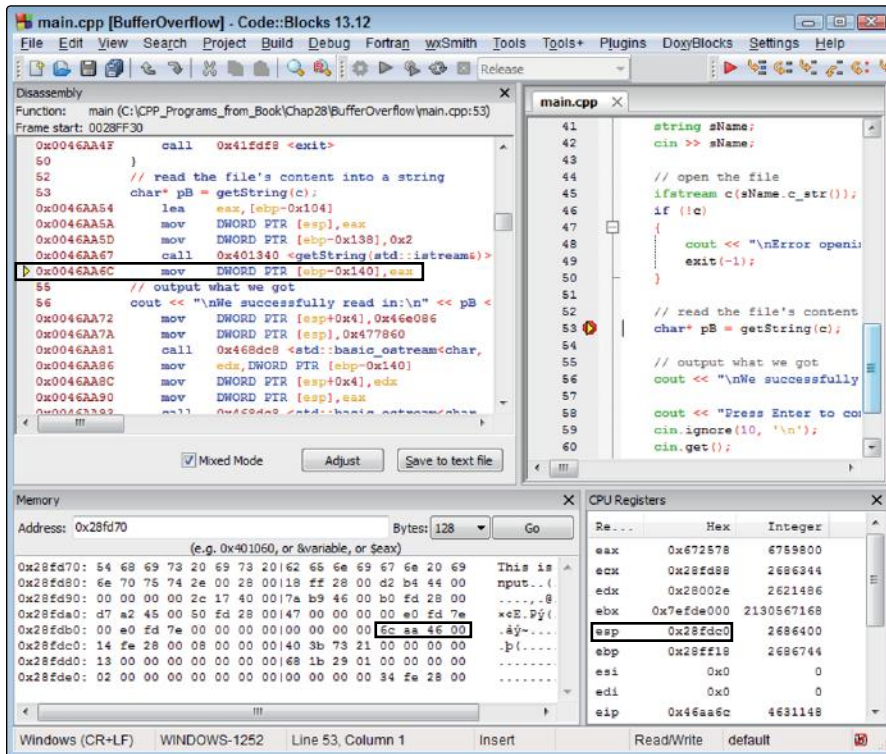 main.cpp [BufferOverflow] - Code::Blocks 13.12
File Edit View Search Project Build Debug Fortran wxSmith Tools Tools+ Plugins DoxyBlocks Settings Help
Release
Disassembly
Function: main (C:\CPP_Programs_from_Book\Chap28\BufferOverflow\main.cpp:53)
Frame start: 0028FF30
0x0046AA4F call 0x41fdf8 <exit>
50 }
52 // read the file's content into a string
53 char* pB = getString(c);
0x0046AA54 lea eax,[ebp-0x104]
0x0046AA5A mov DWORD PTR [esp],eax
0x0046AA5D mov DWORD PTR [ebp-0x138],0x2
0x0046AA67 call 0x401340 <getString(std::istream&)>
0x0046AA6C mov DWORD PTR [ebp-0x140],eax
55 // output what we got
56 cout << "\nWe successfully read in:\n" << pB <
0x0046AA72 mov DWORD PTR [esp+0x4],0x46e086
0x0046AA7A mov DWORD PTR [esp],0x477860
0x0046AA81 call 0x468dc8 <std::basic_ostream<char,
0x0046AA86 mov edx,DWORD PTR [ebp-0x140]
0x0046AA8C mov DWORD PTR [esp+0x4],edx
0x0046AA90 mov DWORD PTR [esp],eax
Mixed Mode Adjust Save to text file
main.cpp
41 string sName;
42 cin >> sName;
43
44 // open the file
45 ifstream c(sName.c_str());
46 if (!c)
47 {
48 cout << "\nError openi
49 exit(-1);
50 }
51
52 // read the file's content
53 char* pB = getString(c);
54
55 // output what we got
56 cout << "\nWe successfully
57
58 cout << "Press Enter to co
59 cin.ignore(10, '\n');
60 cin.get();
Memory
Address: 0x28fd70 Bytes: 128 Go
(e.g. 0x401060, or &variable, or $eax)
0x28fd70: 54 68 69 73 20 69 73 20|62 65 6e 69 67 6e 20 69 This is
0x28fd80: 6e 70 75 74 2e 00 28 00|18 ff 28 00 d2 b4 44 00 nput..(.
0x28fd90: 00 00 00 00 2c 17 40 00|7a b9 46 00 b0 fd 28 00 ....,.@.
0x28fda0: d7 a2 45 00 50 fd 28 00|47 00 00 00 00 e0 fd 7e ×¢E.Pý(.
0x28fdb0: 00 e0 fd 7e 00 00 00 00|00 00 00 00 6c aa 46 00 .àý~....
0x28fdc0: 14 fe 28 00 08 00 00 00|40 3b 73 21 00 00 00 00 .þ(.....
0x28fdd0: 13 00 00 00 00 00 00 00|68 1b 29 01 00 00 00 00 ........
0x28fde0: 02 00 00 00 00 00 00 00|00 00 00 00 34 fe 28 00 ........
CPU Registers
Re... Hex Integer
eax 0x672578 6759800
ecx 0x28fd88 2686344
edx 0x28002e 2621486
ebx 0x7efde000 2130567168
esp 0x28fdc0 2686400
ebp 0x28ff18 2686744
esi 0x0 0
edi 0x0 0
eip 0x46aa6c 4631148
Windows (CR+LF) WINDOWS-1252 Line 53, Column 1 Insert Read/Write default